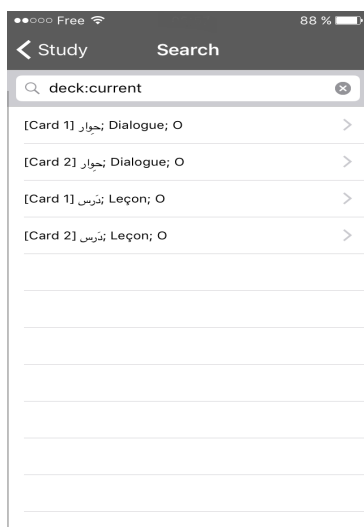 Free 88 %
Study Search
deck:current
[Card 1] حِوار; Dialogue; O
[Card 2] حِوار; Dialogue; O
[Card 1] دَرس; Leçon; O
[Card 2] دَرس; Leçon; O